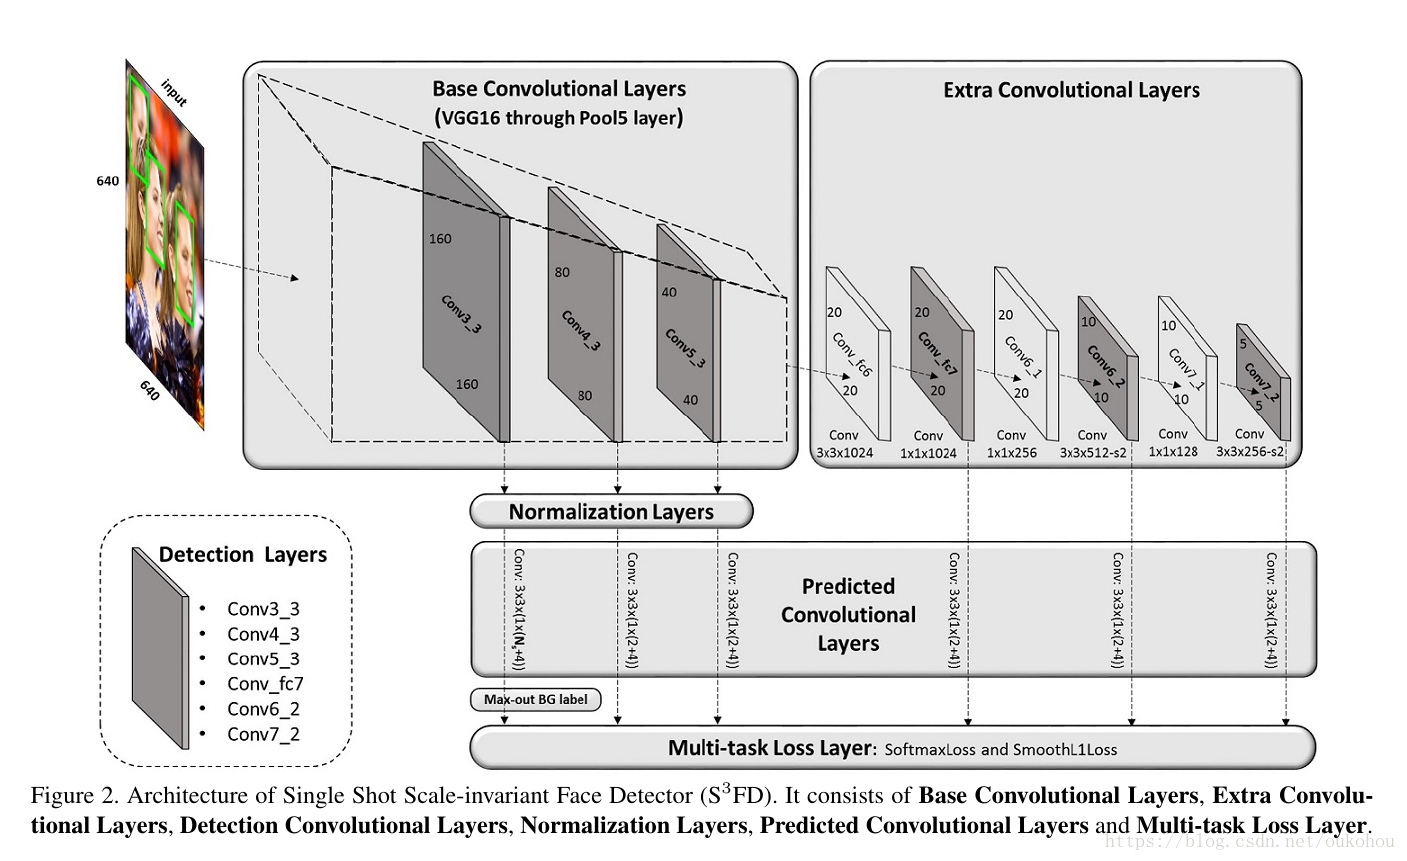 input
640
640
Base Convolutional Layers
(VGG16 through Pool5 layer)
160
Conv3_3
160
80
Conv4_3
80
40
Conv5_3
40
Extra Convolutional Layers
20
Conv_fc6
20
Conv
3x3x1024
20
Conv_fc7
20
Conv
1x1x1024
20
Conv6_1
20
Conv
1x1x256
10
Conv6_2
10
Conv
3x3x512-s2
10
Conv7_1
10
Conv
1x1x128
5
Conv7_2
5
Conv
3x3x256-s2
Normalization Layers
Detection Layers
• Conv3_3
• Conv4_3
• Conv5_3
• Conv_fc7
• Conv6_2
• Conv7_2
Conv: 3x3x(1x(Ns+4))
Conv: 3x3x(1x(2+4))
Conv: 3x3x(1x(2+4))
Predicted
Convolutional
Layers
Conv: 3x3x(1x(2+4))
Conv: 3x3x(1x(2+4))
Conv: 3x3x(1x(2+4))
Max-out BG label
Multi-task Loss Layer: SoftmaxLoss and SmoothL1Loss
Figure 2. Architecture of Single Shot Scale-invariant Face Detector (S³FD). It consists of Base Convolutional Layers, Extra Convolu-
tional Layers, Detection Convolutional Layers, Normalization Layers, Predicted Convolutional Layers and Multi-task Loss Layer.
https://blog.csdn.net/oukohou